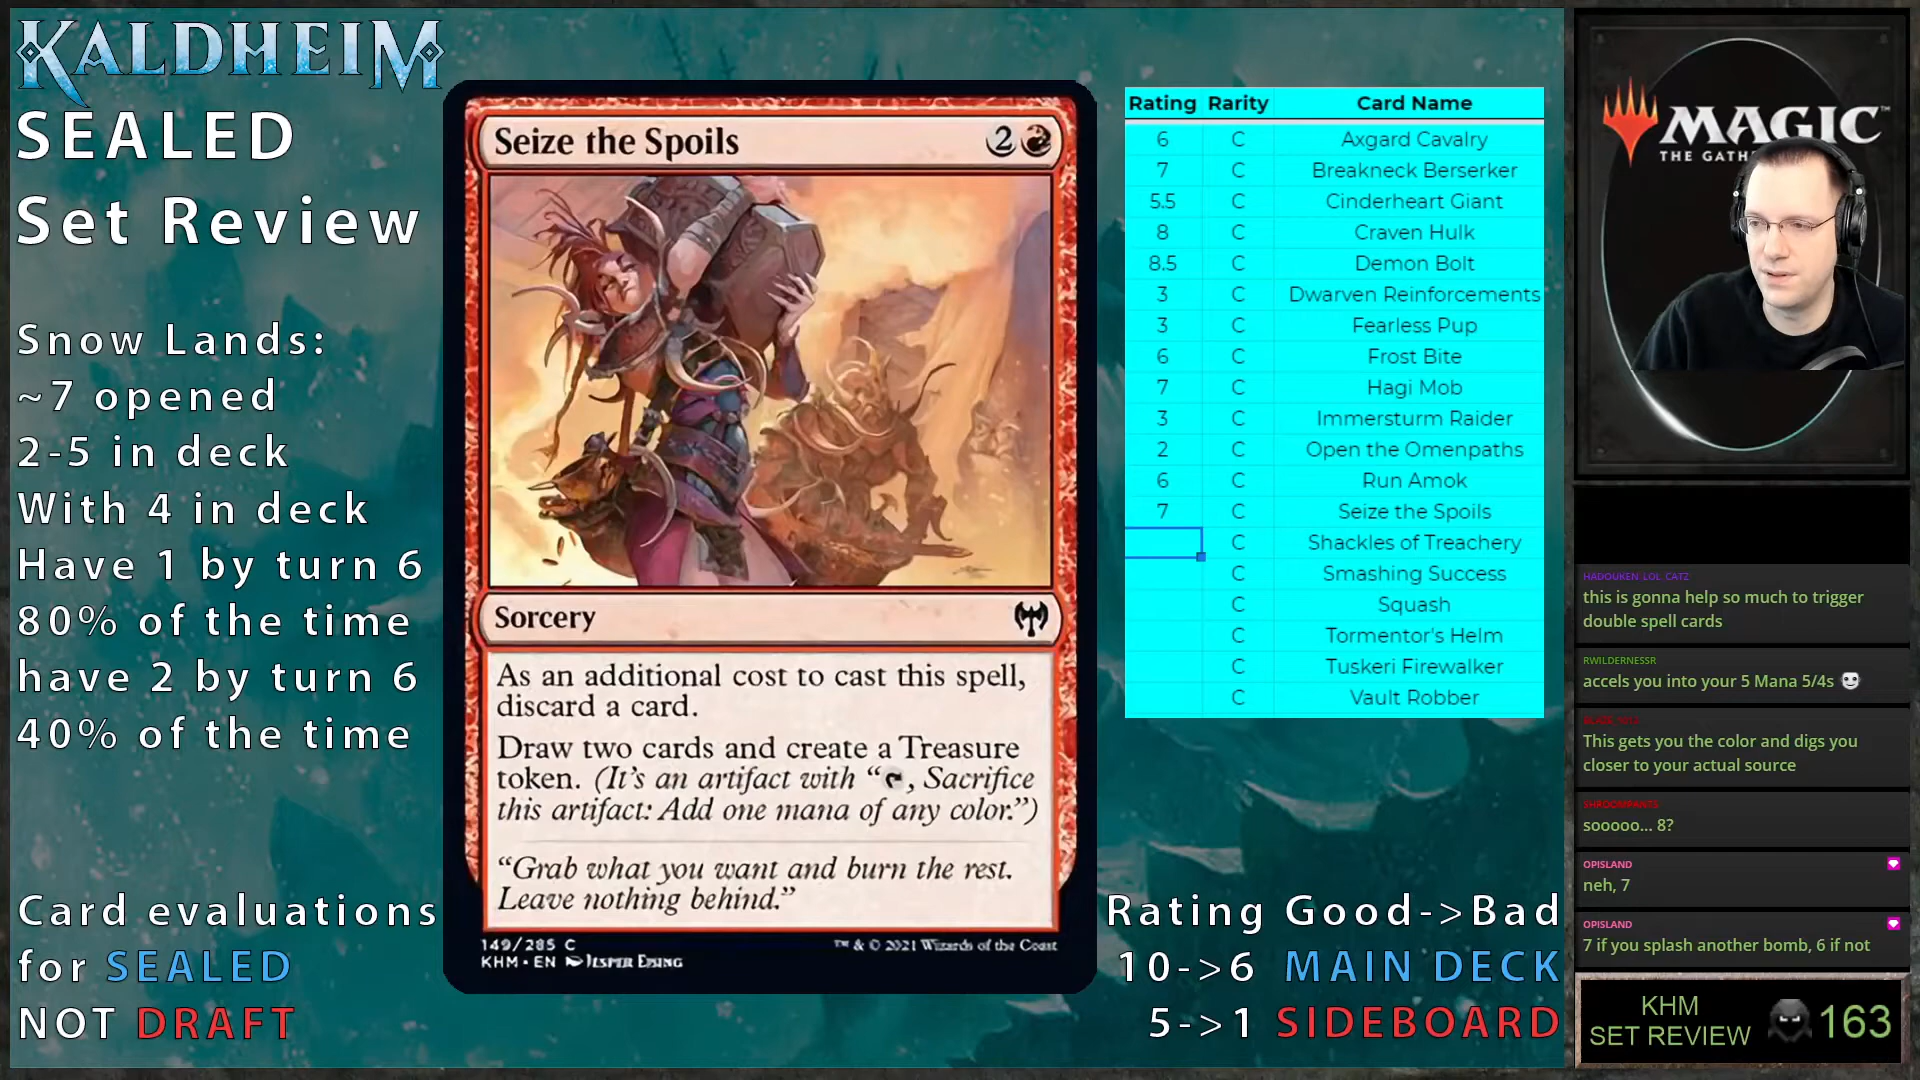 KALDHEIM
SEALED
Set Review
Snow Lands:
~7 opened
2-5 in deck
With 4 in deck
Have 1 by turn 6
80% of the time
have 2 by turn 6
40% of the time
Card evaluations
for SEALED
NOT DRAFT
Seize the Spoils 2
Sorcery
As an additional cost to cast this spell,
discard a card.
Draw two cards and create a Treasure
token. (It's an artifact with “, Sacrifice
this artifact: Add one mana of any color.”)
“Grab what you want and burn the rest.
Leave nothing behind.”
149/285 C
KHM • EN JESPER EJSING
™ & © 2021 Wizards of the Coast
Rating Rarity Card Name
6 C Axgard Cavalry
7 C Breakneck Berserker
5.5 C Cinderheart Giant
8 C Craven Hulk
8.5 C Demon Bolt
3 C Dwarven Reinforcements
3 C Fearless Pup
6 C Frost Bite
7 C Hagi Mob
3 C Immersturm Raider
2 C Open the Omenpaths
6 C Run Amok
7 C Seize the Spoils
C Shackles of Treachery
C Smashing Success
C Squash
C Tormentor's Helm
C Tuskeri Firewalker
C Vault Robber
Rating Good->Bad
10->6 MAIN DECK
5->1 SIDEBOARD
MAGIC™
THE GATH
HADOUKEN_LOL_CATZ
this is gonna help so much to trigger
double spell cards
RWILDERNESSR
accels you into your 5 Mana 5/4s
This gets you the color and digs you
closer to your actual source
SHROOMPANTS
sooooo... 8?
OPISLAND
neh, 7
OPISLAND
7 if you splash another bomb, 6 if not
KHM
SET REVIEW
163